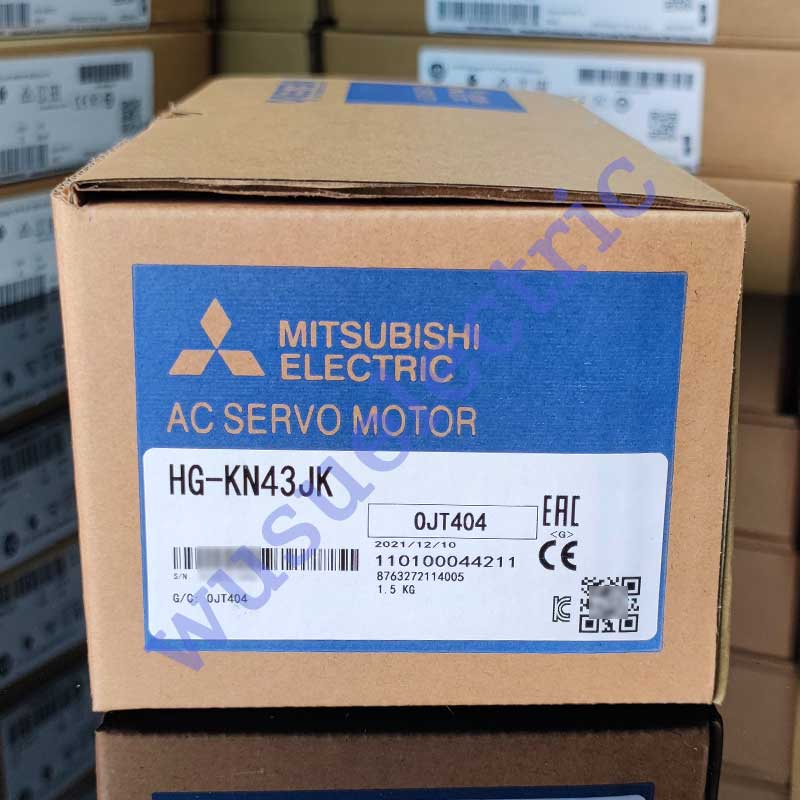 MITSUBISHI
ELECTRIC
AC SERVO MOTOR
HG-KN43JK
0JT404
EAC
<G>
2021/12/10
110100044211
CE
S/N
8763272114005
G/C: 0JT404
1.5 KG
wusuelectric